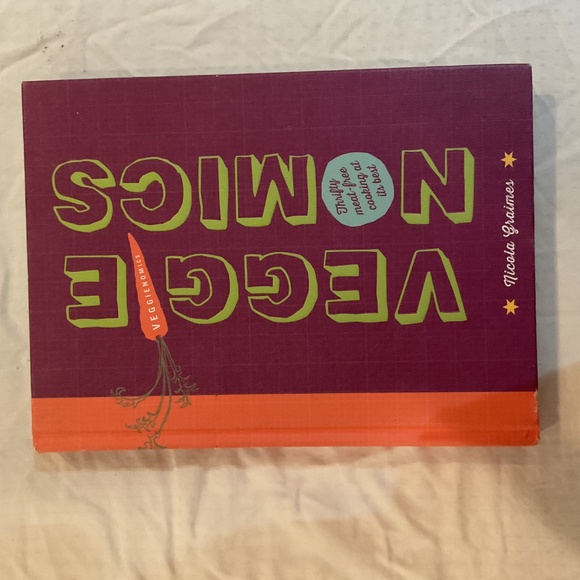 Nicola Graimes
VEGGIE
NOMICS
Thrifty
meat-free
cooking at
its best
VEGGIENOMICS